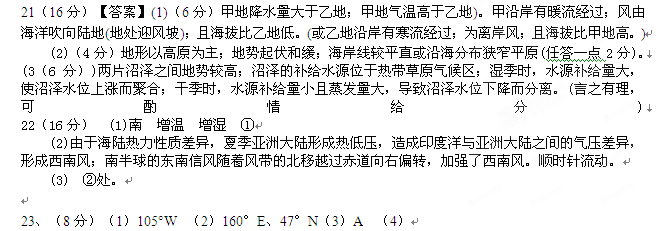 21（16分）【答案】(1)（6分）甲地降水量大于乙地；甲地气温高于乙地）。甲沿岸有暖流经过；风由
海洋吹向陆地(地处迎风坡)；且海拔比乙地低。(或乙地沿岸有寒流经过；为离岸风；且海拔比甲地高。)
(2)（4分）地形以高原为主；地势起伏和缓；海岸线较平直或沿海分布狭窄平原(任答一点2分)。
(3（6分))两片沼泽之间地势较高；沼泽的补给水源位于热带草原气候区；湿季时，水源补给量大，
使沼泽水位上涨而聚合；干季时，水源补给量小且蒸发量大，导致沼泽水位下降而分离。(言之有理，
可酌情给分)
22（16分） (1)南 增温 增湿 ①
(2)由于海陆热力性质差异，夏季亚洲大陆形成热低压，造成印度洋与亚洲大陆之间的气压差异，
形成西南风；南半球的东南信风随着风带的北移越过赤道向右偏转，加强了西南风。顺时针流动。
(3) ②处。
23、（8分）（1）105°W （2）160°E、47°N（3）A （4）